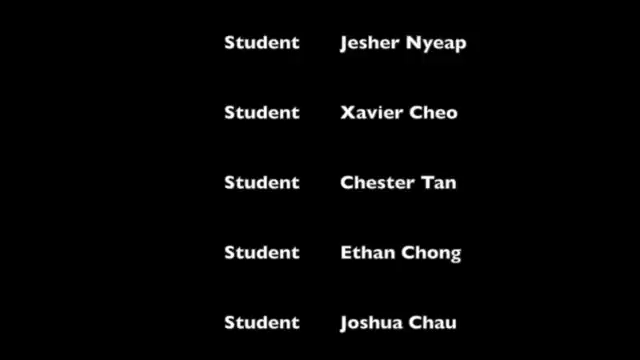 Student Jesher Nyeap
Student Xavier Cheo
Student Chester Tan
Student Ethan Chong
Student Joshua Chau